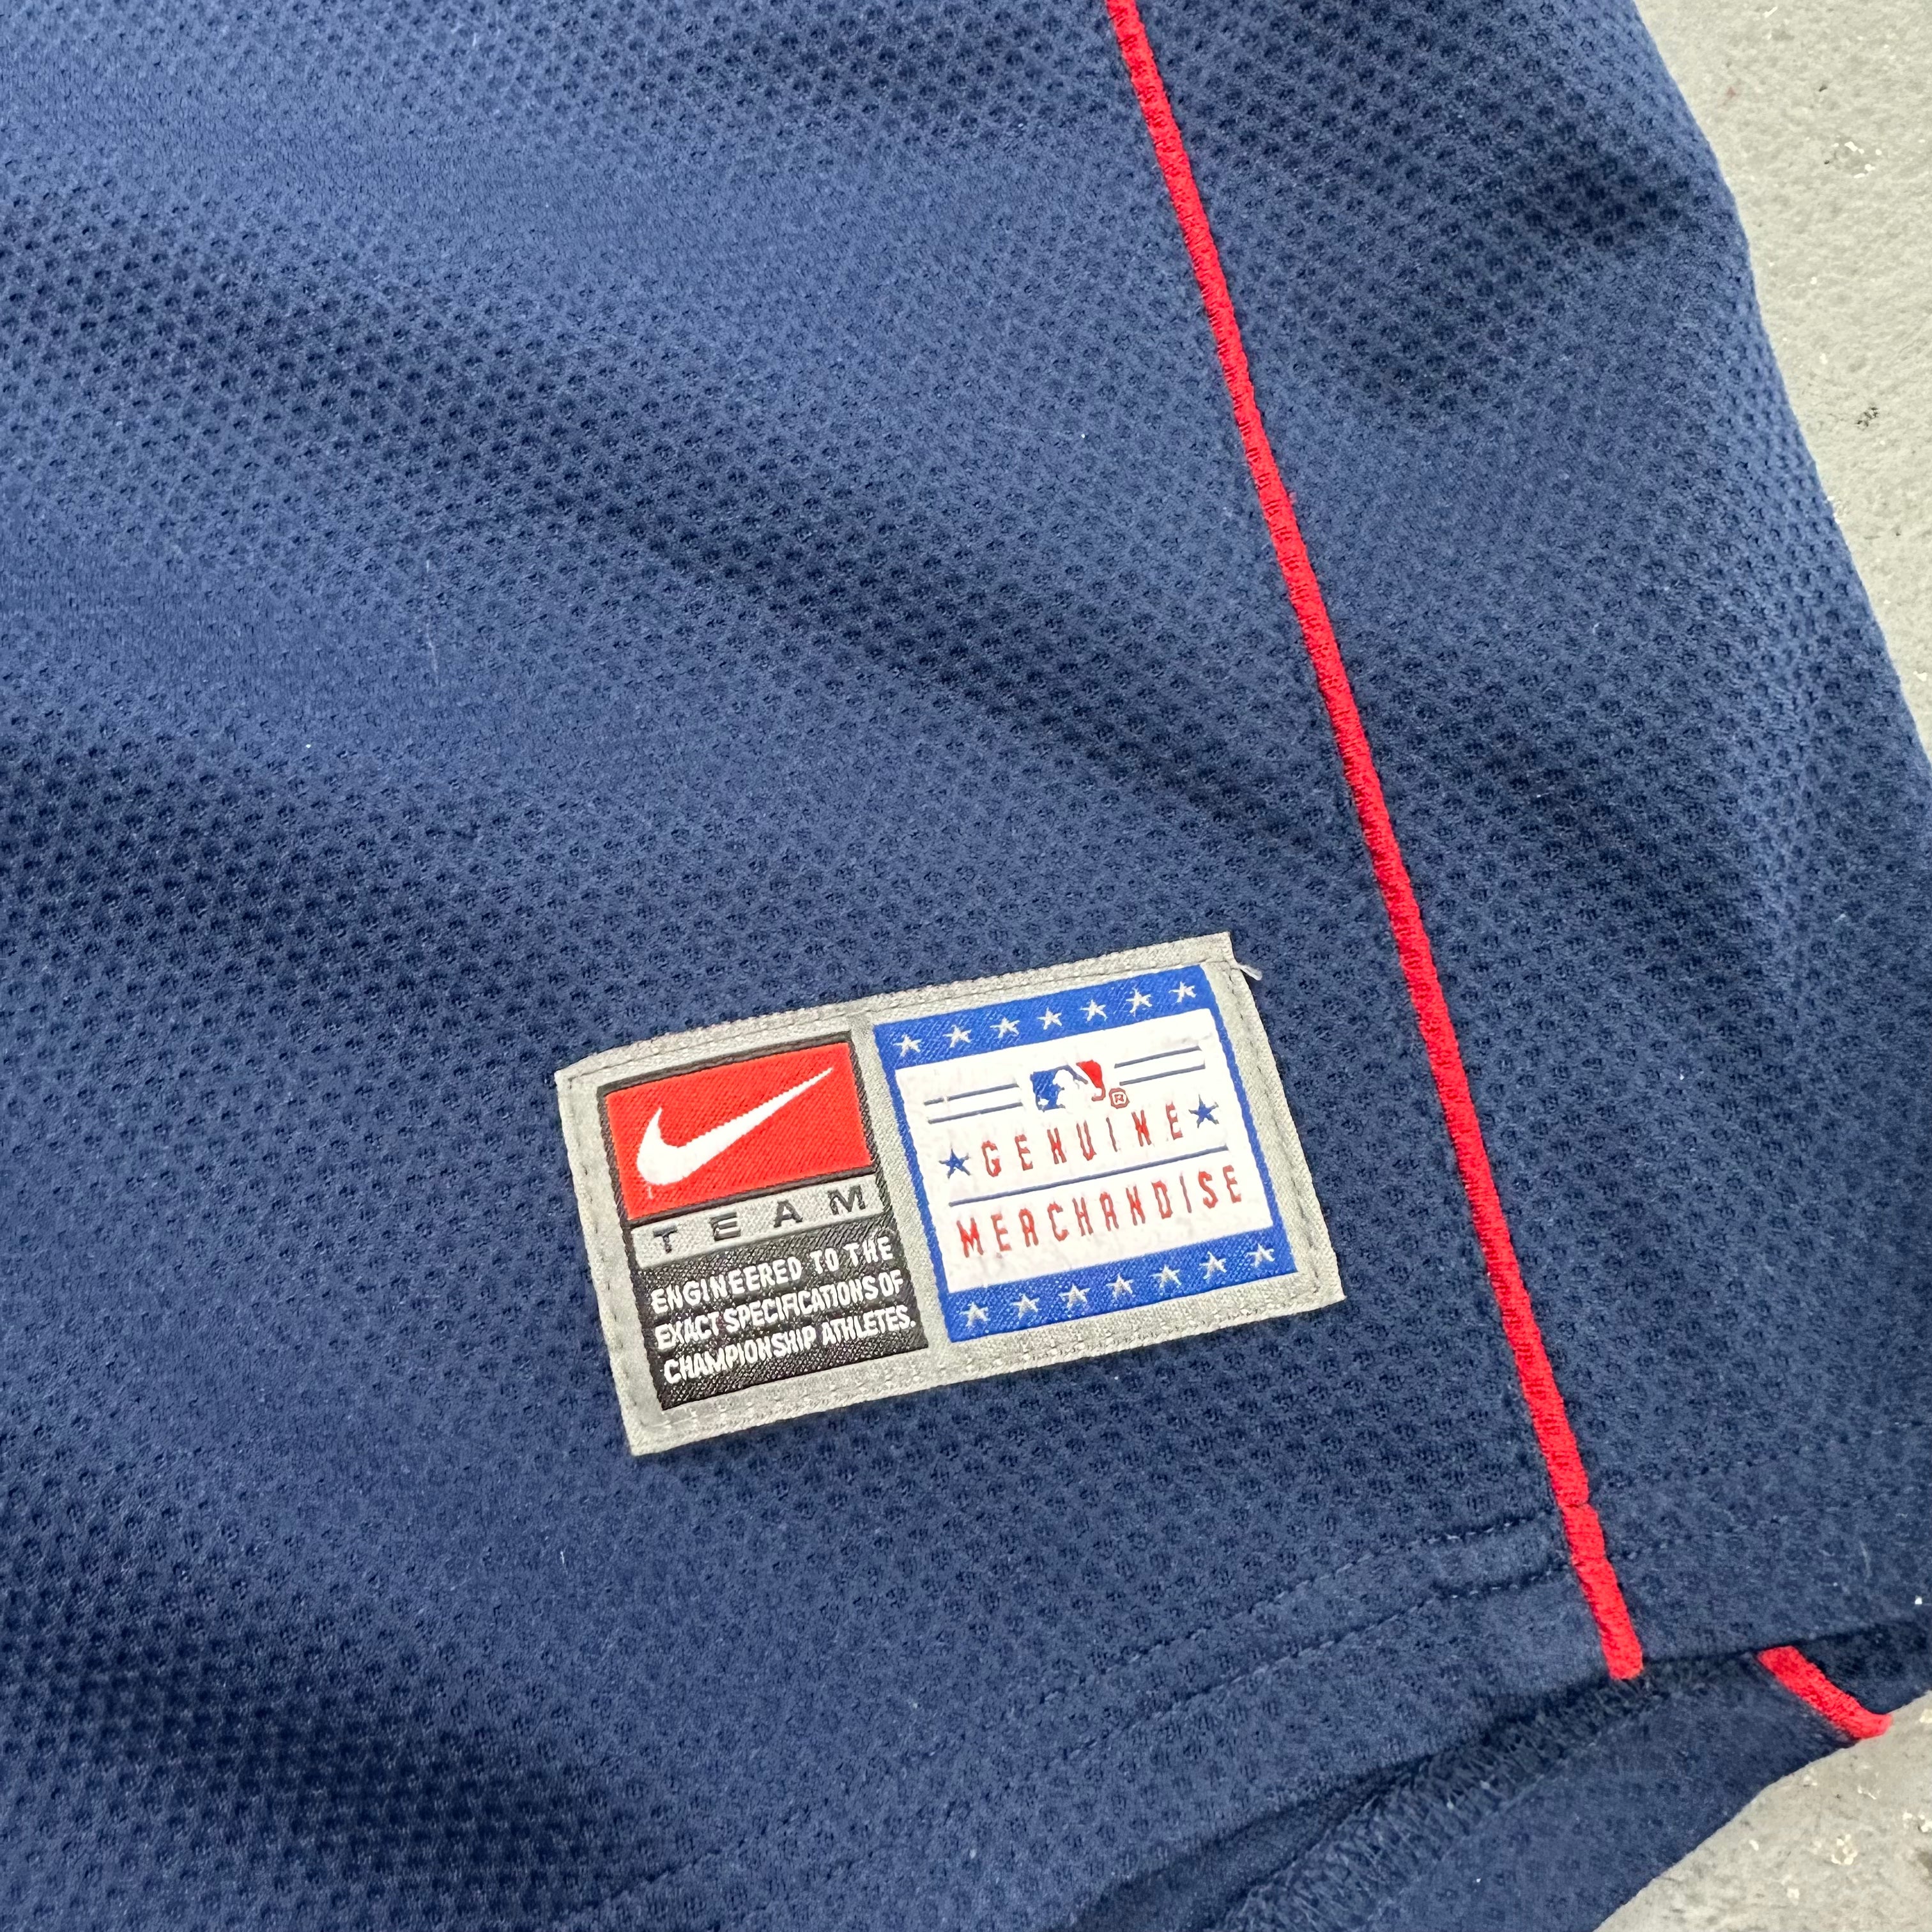 TEAM
ENGINEERED TO THE
EXACT SPECIFICATIONS OF
CHAMPIONSHIP ATHLETES.
®
GENUINE
MERCHANDISE